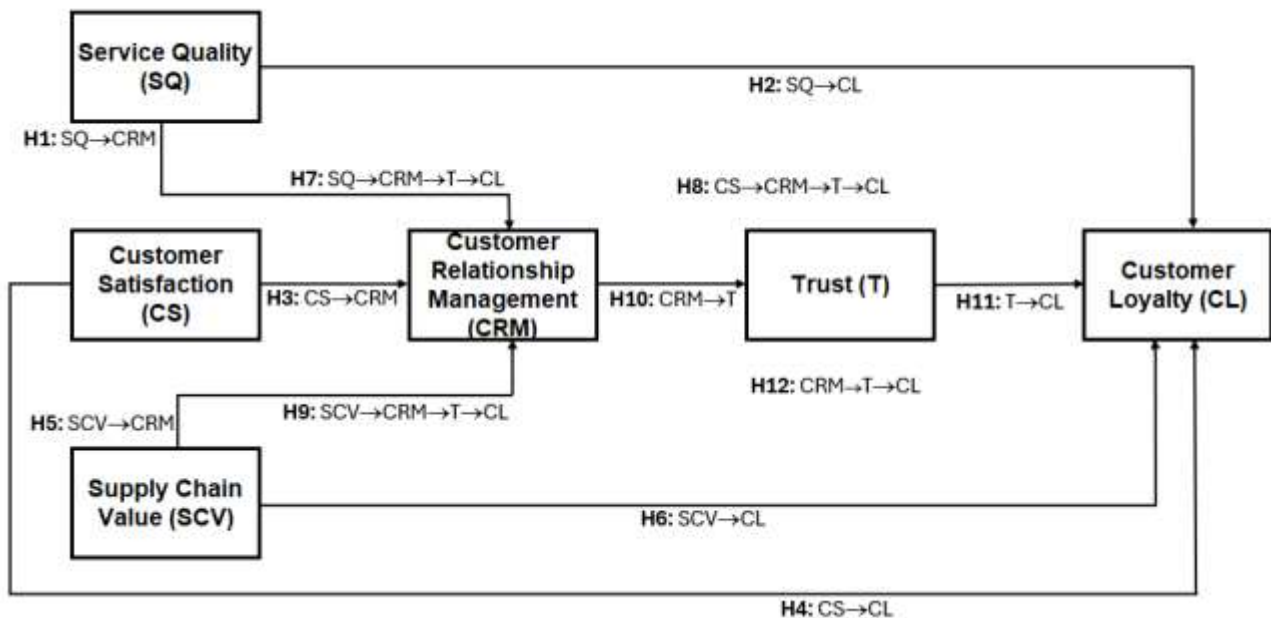 Service Quality
(SQ)
H2: SQ→CL
H1: SQ→CRM
H7: SQ→CRM→T→CL
H8: CS→CRM→T→CL
Customer
Satisfaction
(CS)
H3: CS→CRM
Customer
Relationship
Management
(CRM)
H10: CRM→T
Trust (T)
H11: T→CL
Customer
Loyalty (CL)
H12: CRM→T→CL
H5: SCV→CRM
H9: SCV→CRM→T→CL
Supply Chain
Value (SCV)
H6: SCV→CL
H4: CS→CL